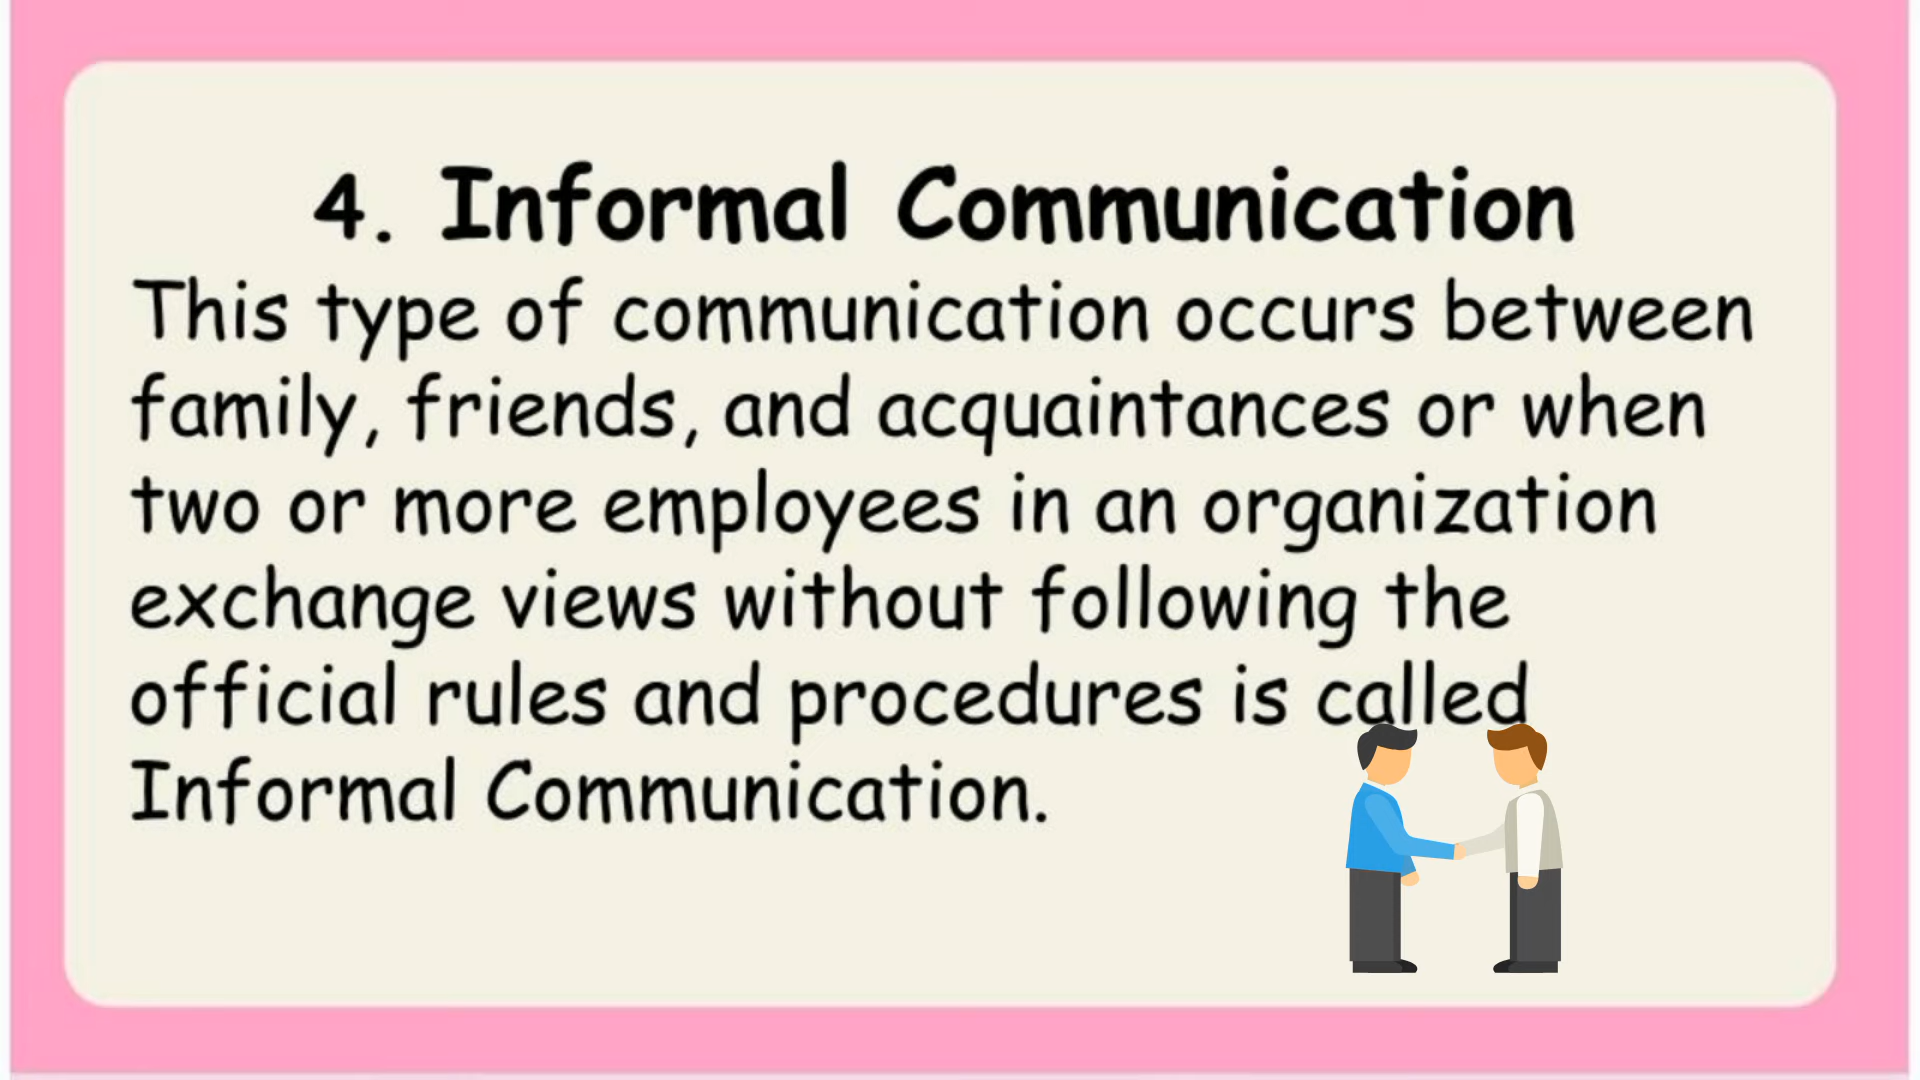 4. Informal Communication
This type of communication occurs between
family, friends, and acquaintances or when
two or more employees in an organization
exchange views without following the
official rules and procedures is called
Informal Communication.